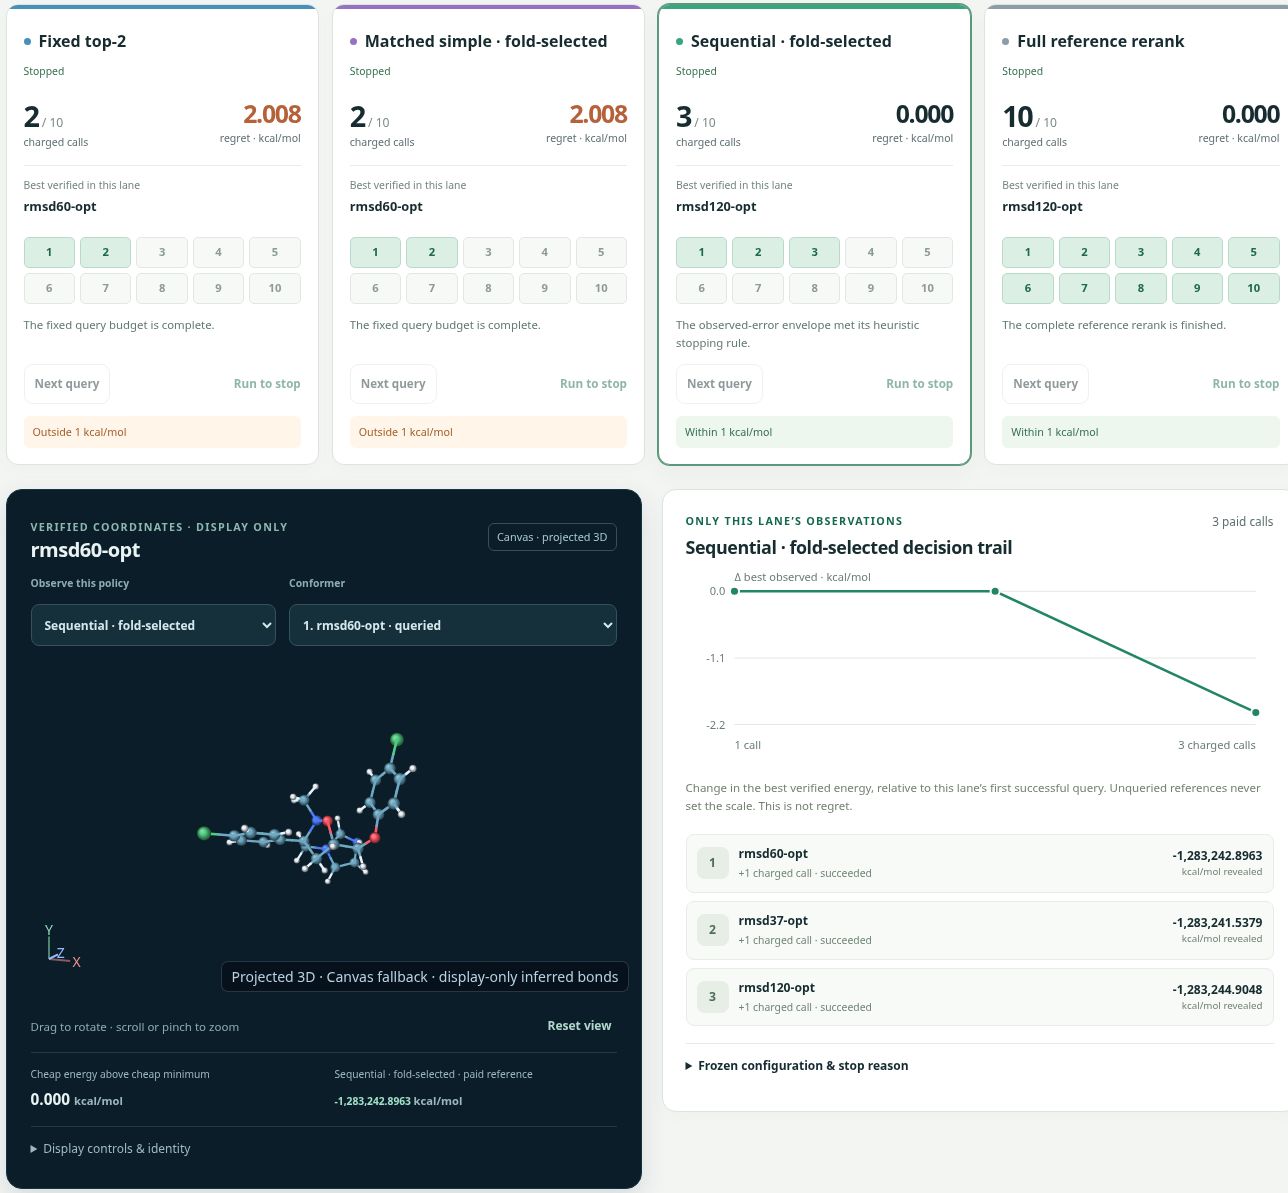 Fixed top-2
Stopped
2 / 10
charged calls
2.008
regret · kcal/mol
Best verified in this lane
rmsd60-opt
1 2 3 4 5
6 7 8 9 10
The fixed query budget is complete.
Next query
Run to stop
Outside 1 kcal/mol
Matched simple · fold-selected
Stopped
2 / 10
charged calls
2.008
regret · kcal/mol
Best verified in this lane
rmsd60-opt
1 2 3 4 5
6 7 8 9 10
The fixed query budget is complete.
Next query
Run to stop
Outside 1 kcal/mol
Sequential · fold-selected
Stopped
3 / 10
charged calls
0.000
regret · kcal/mol
Best verified in this lane
rmsd120-opt
1 2 3 4 5
6 7 8 9 10
The observed-error envelope met its heuristic
stopping rule.
Next query
Run to stop
Within 1 kcal/mol
Full reference rerank
Stopped
10 / 10
charged calls
0.000
regret · kcal/mol
Best verified in this lane
rmsd120-opt
1 2 3 4 5
6 7 8 9 10
The complete reference rerank is finished.
Next query
Run to stop
Within 1 kcal/mol
VERIFIED COORDINATES · DISPLAY ONLY
rmsd60-opt
Canvas · projected 3D
Observe this policy
Conformer
Sequential · fold-selected
1. rmsd60-opt · queried
Y
Z
X
Projected 3D · Canvas fallback · display-only inferred bonds
Drag to rotate · scroll or pinch to zoom
Reset view
Cheap energy above cheap minimum
0.000 kcal/mol
Sequential · fold-selected · paid reference
-1,283,242.8963 kcal/mol
Display controls & identity
ONLY THIS LANE'S OBSERVATIONS
3 paid calls
Sequential · fold-selected decision trail
Δ best observed · kcal/mol
0.0
-1.1
-2.2
1 call
3 charged calls
Change in the best verified energy, relative to this lane's first successful query. Unqueried references never
set the scale. This is not regret.
1
rmsd60-opt
+1 charged call · succeeded
-1,283,242.8963
kcal/mol revealed
2
rmsd37-opt
+1 charged call · succeeded
-1,283,241.5379
kcal/mol revealed
3
rmsd120-opt
+1 charged call · succeeded
-1,283,244.9048
kcal/mol revealed
Frozen configuration & stop reason